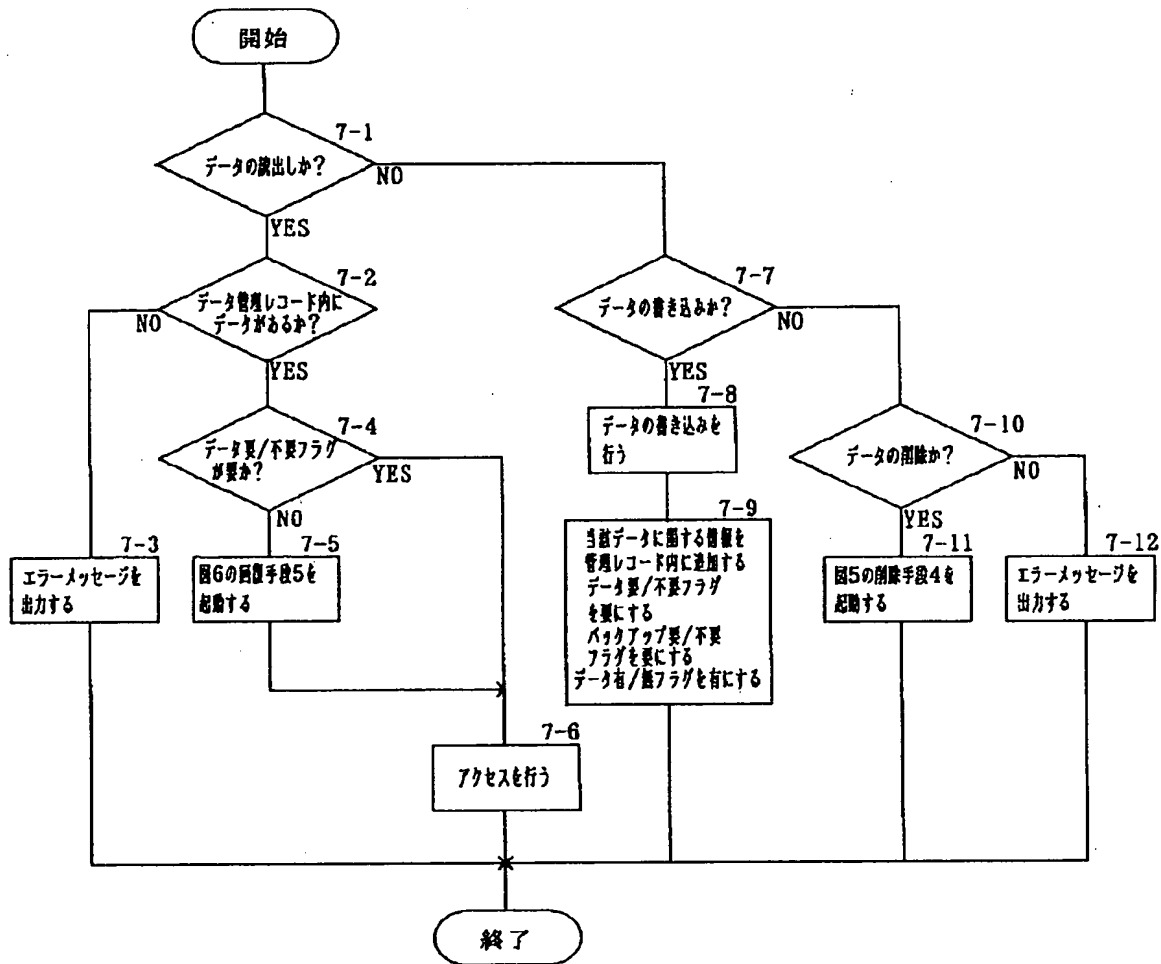 開始
7-1
データの読出しか?
NO
YES
7-2
データ管理レコード内に
データがあるか?
NO
YES
7-4
データ要/不要フラグ
が要か?
YES
NO
7-3
エラーメッセージを
出力する
7-5
図6の回復手段5を
起動する
7-6
アクセスを行う
7-7
データの書き込みか?
NO
YES
7-8
データの書き込みを
行う
7-9
当該データに関する情報を
管理レコード内に追加する
データ要/不要フラグ
を要にする
バックアップ要/不要
フラグを要にする
データ有/無フラグを有にする
7-10
データの削除か?
NO
YES
7-11
図5の削除手段4を
起動する
7-12
エラーメッセージを
出力する
終了